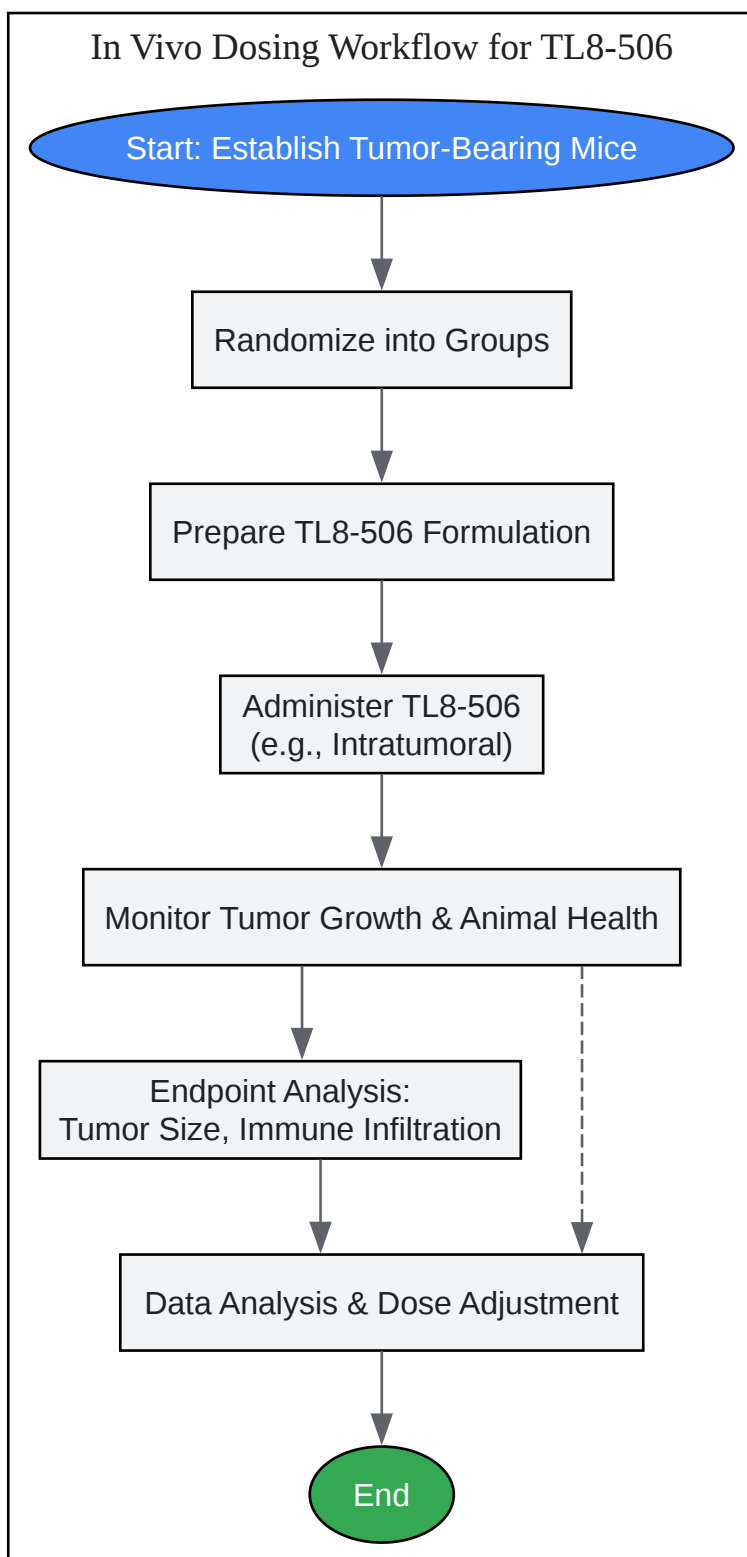 In Vivo Dosing Workflow for TL8-506
Start: Establish Tumor-Bearing Mice
Randomize into Groups
Prepare TL8-506 Formulation
Administer TL8-506
(e.g., Intratumoral)
Monitor Tumor Growth & Animal Health
Endpoint Analysis:
Tumor Size, Immune Infiltration
Data Analysis & Dose Adjustment
End